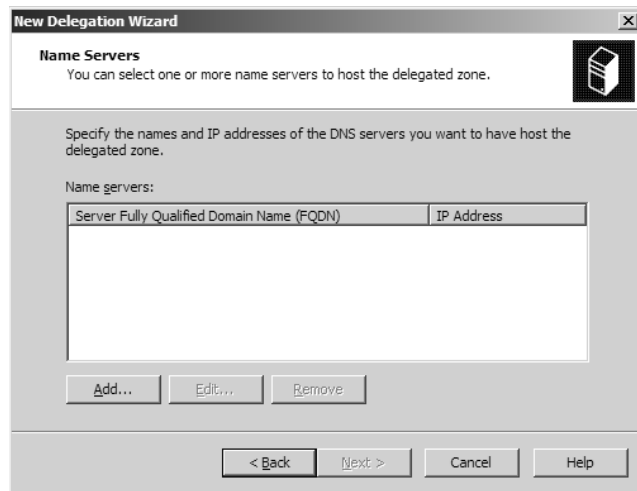 New Delegation Wizard
Name Servers
You can select one or more name servers to host the delegated zone.
Specify the names and IP addresses of the DNS servers you want to have host the
delegated zone.
Name servers:
Server Fully Qualified Domain Name (FQDN) IP Address
Add... Edit... Remove
< Back Next > Cancel Help